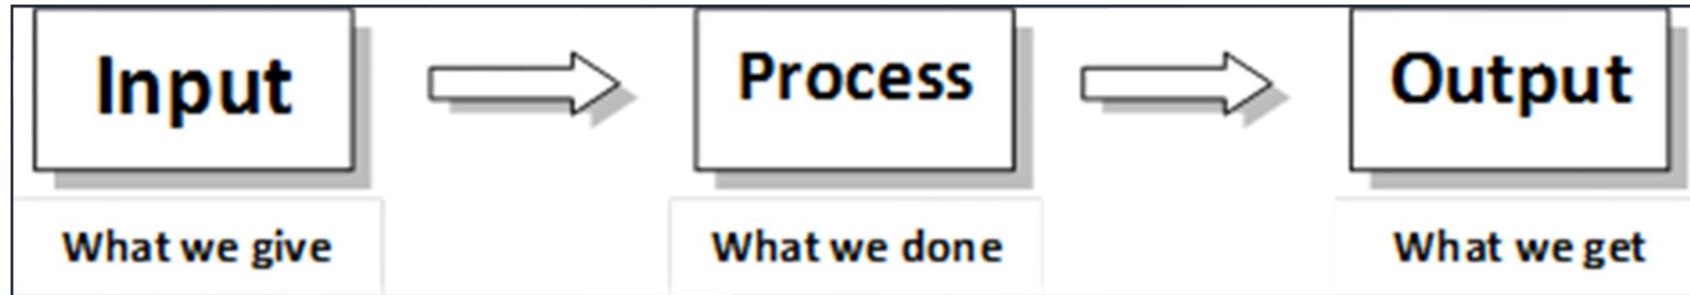 Input
Process
Output
What we give
What we done
What we get